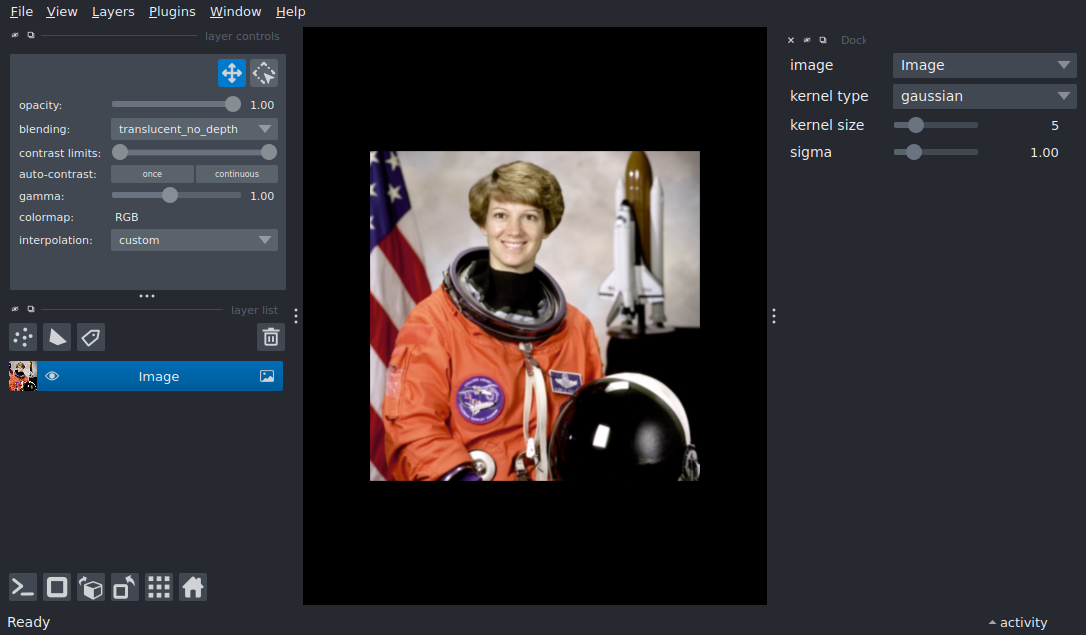 File View Layers Plugins Window Help
layer controls
opacity: 1.00
blending: translucent_no_depth
contrast limits:
auto-contrast: once continuous
gamma: 1.00
colormap: RGB
interpolation: custom
layer list
Image
Ready
Dock
image Image
kernel type gaussian
kernel size 5
sigma 1.00
activity